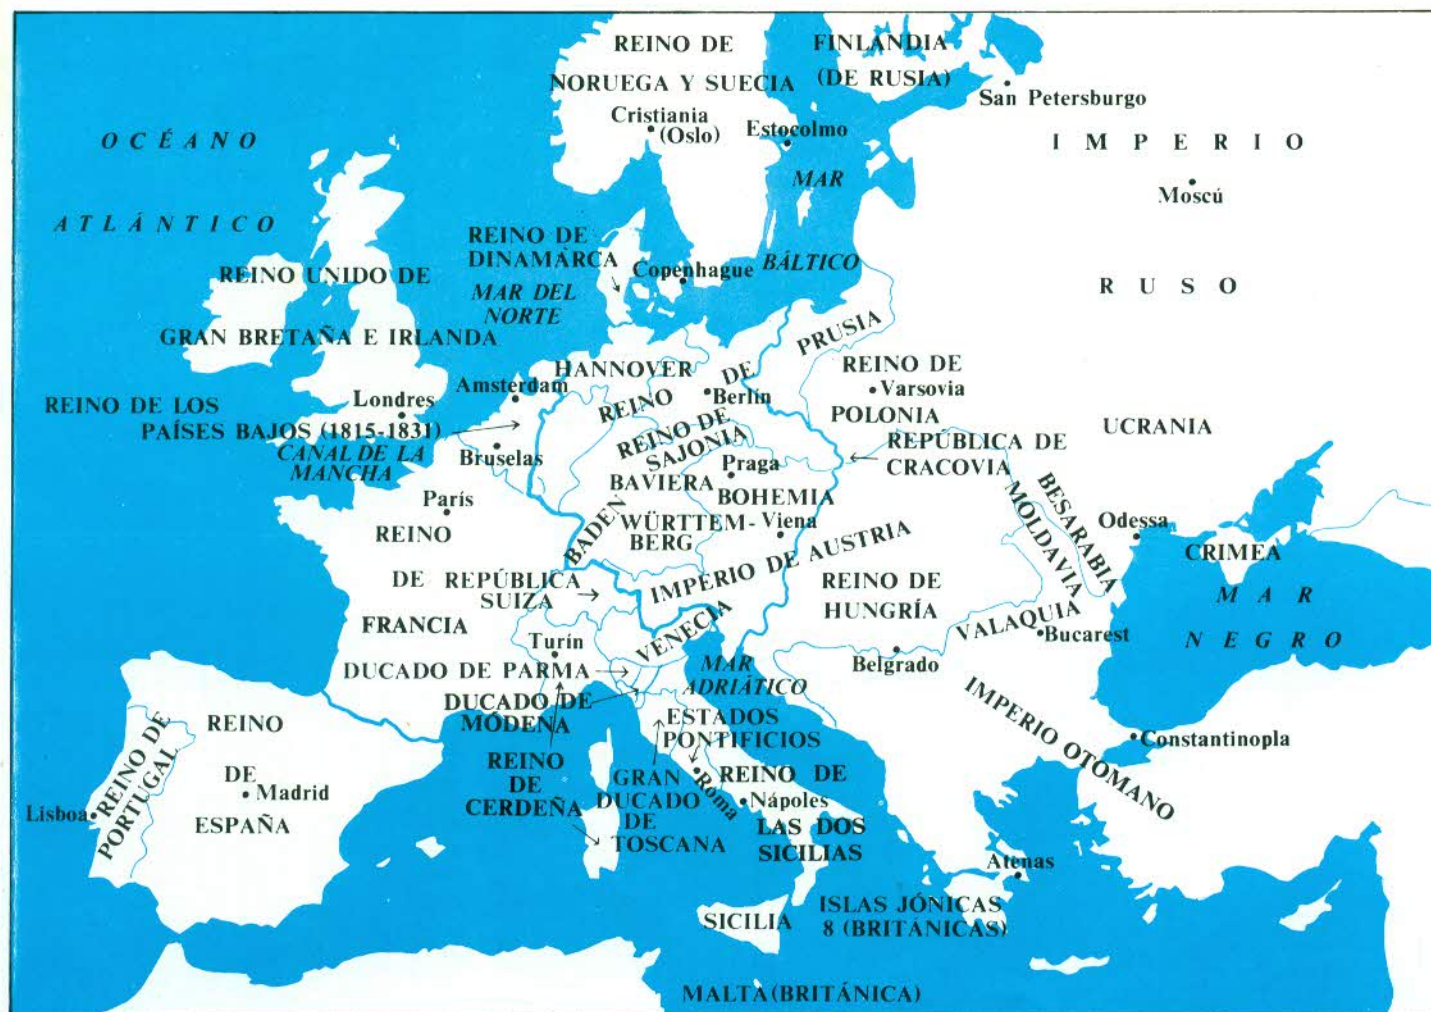 REINO DE
NORUEGA Y SUECIA
FINLANDIA
(DE RUSIA)
San Petersburgo
Cristiania
(Oslo)
Estocolmo
OCÉANO
ATLÁNTICO
IMPERIO
Moscú
RUSO
MAR
BÁLTICO
REINO DE
DINAMARCA
Copenhague
MAR DEL
NORTE
REINO UNIDO DE
GRAN BRETAÑA E IRLANDA
PRUSIA
HANNOVER
DE
REINO
Berlín
REINO DE
Varsovia
POLONIA
Amsterdam
Londres
REINO DE LOS
PAÍSES BAJOS (1815-1831)
CANAL DE LA
MANCHA
Bruselas
REINO DE
SAJONIA
Praga
UCRANIA
REPÚBLICA DE
CRACOVIA
BAVIERA
BOHEMIA
París
REINO
BADEN
WÜRTTEM-
BERG
Viena
BESARABIA
MOLDAVIA
Odessa
CRIMEA
DE
REPÚBLICA
SUIZA
IMPERIO DE AUSTRIA
REINO DE
HUNGRÍA
MAR
NEGRO
FRANCIA
Turín
VENECIA
VALAQUIA
Bucarest
Belgrado
DUCADO DE PARMA
MAR
ADRIÁTICO
DUCADO DE
MÓDENA
IMPERIO OTOMANO
ESTADOS
PONTIFICIOS
Constantinopla
REINO DE
PORTUGAL
REINO
DE
Madrid
ESPAÑA
Lisboa
REINO
DE
CERDEÑA
GRAN
DUCADO
DE
TOSCANA
Roma
REINO DE
Nápoles
LAS DOS
SICILIAS
Atenas
SICILIA
ISLAS JÓNICAS
8 (BRITÁNICAS)
MALTA (BRITÁNICA)